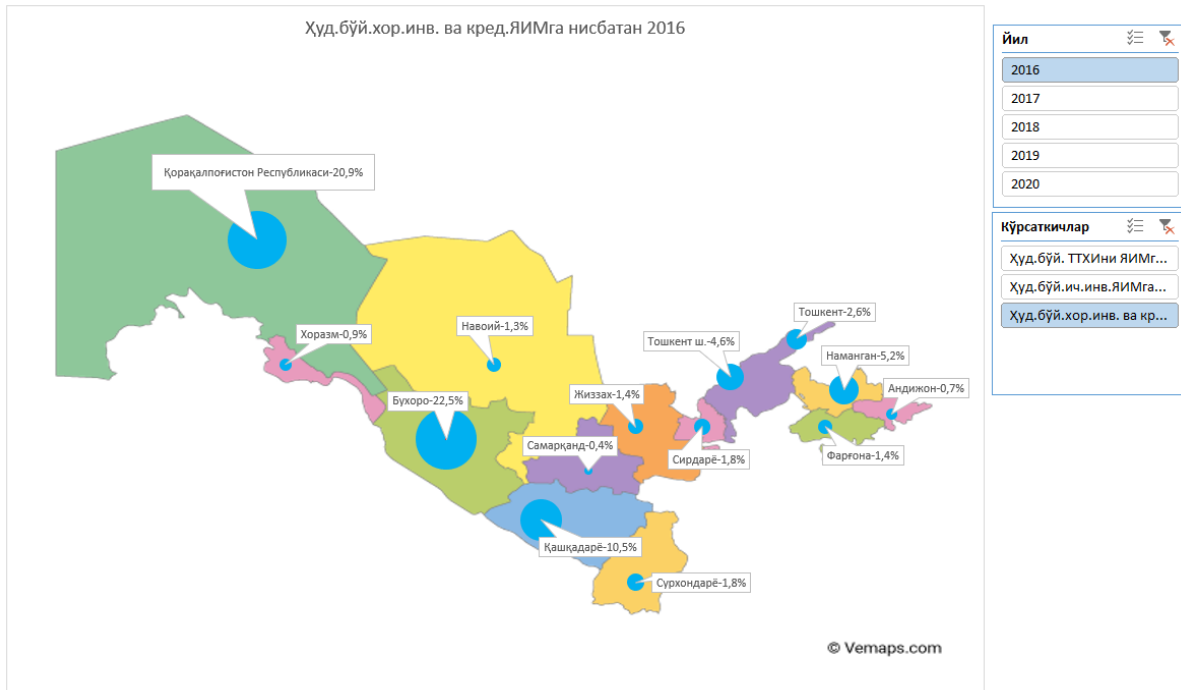 Ҳуд.бўй.хор.инв. ва кред.ЯИМга нисбатан 2016
Қорақалпоғистон Республикаси-20,9%
Хоразм-0,9%
Навоий-1,3%
Бухоро-22,5%
Самарқанд-0,4%
Жиззах-1,4%
Тошкент ш.-4,6%
Тошкент-2,6%
Наманган-5,2%
Андижон-0,7%
Фарғона-1,4%
Сирдарё-1,8%
Қашқадарё-10,5%
Сурхондарё-1,8%
© Vemaps.com
Йил
2016
2017
2018
2019
2020
Кўрсаткичлар
Ҳуд.бўй. ТТХИни ЯИМг...
Ҳуд.бўй.ич.инв.ЯИМга...
Ҳуд.бўй.хор.инв. ва кр...